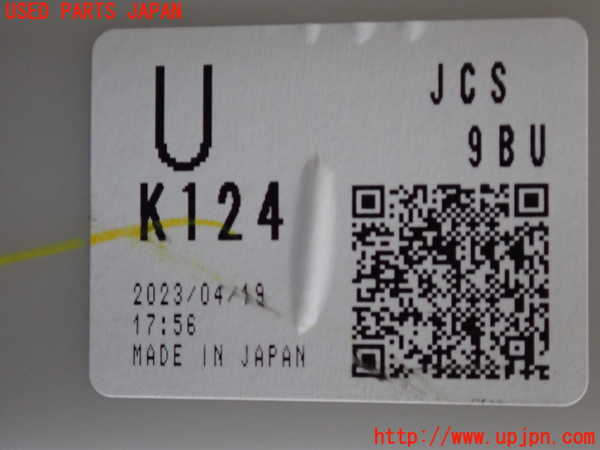 USED PARTS JAPAN
U
JCS
9BU
K124
2023/04/19
17:56
MADE IN JAPAN
http://www.upjpn.com/